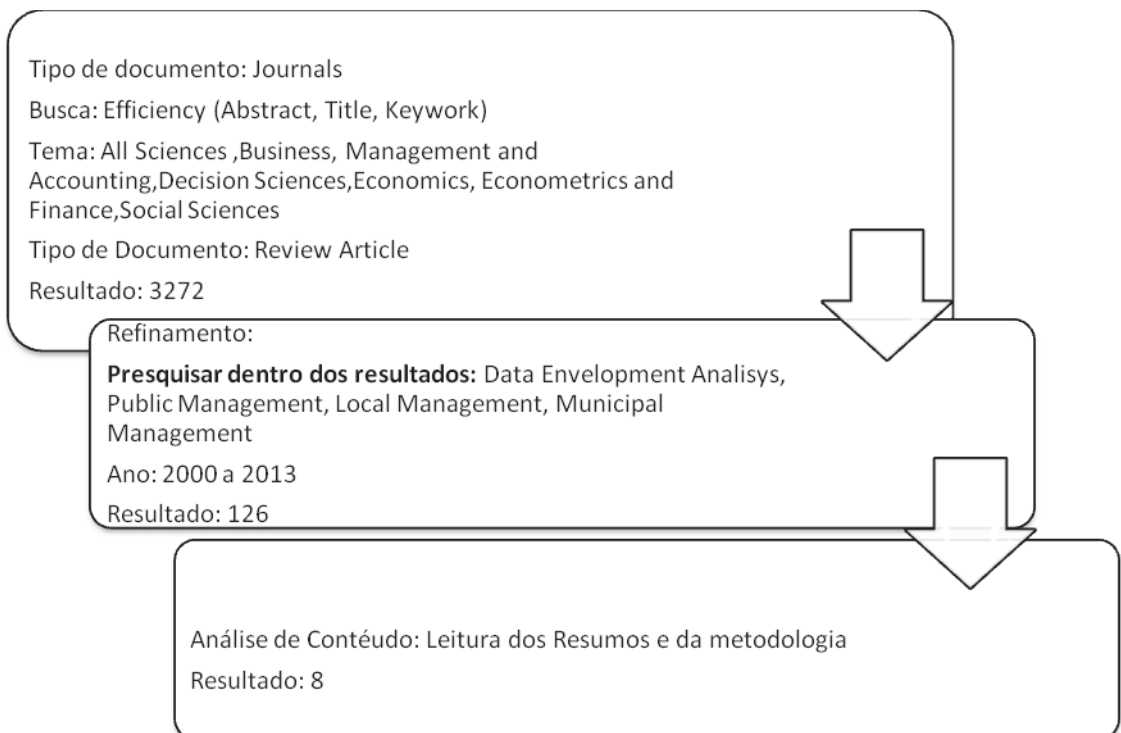 Tipo de documento: Journals
Busca: Efficiency (Abstract, Title, Keywork)
Tema: All Sciences ,Business, Management and
Accounting,Decision Sciences,Economics, Econometrics and
Finance,Social Sciences
Tipo de Documento: Review Article
Resultado: 3272
Refinamento:
Presquisar dentro dos resultados: Data Envelopment Analisys,
Public Management, Local Management, Municipal
Management
Ano: 2000 a 2013
Resultado: 126
Análise de Contéudo: Leitura dos Resumos e da metodologia
Resultado: 8